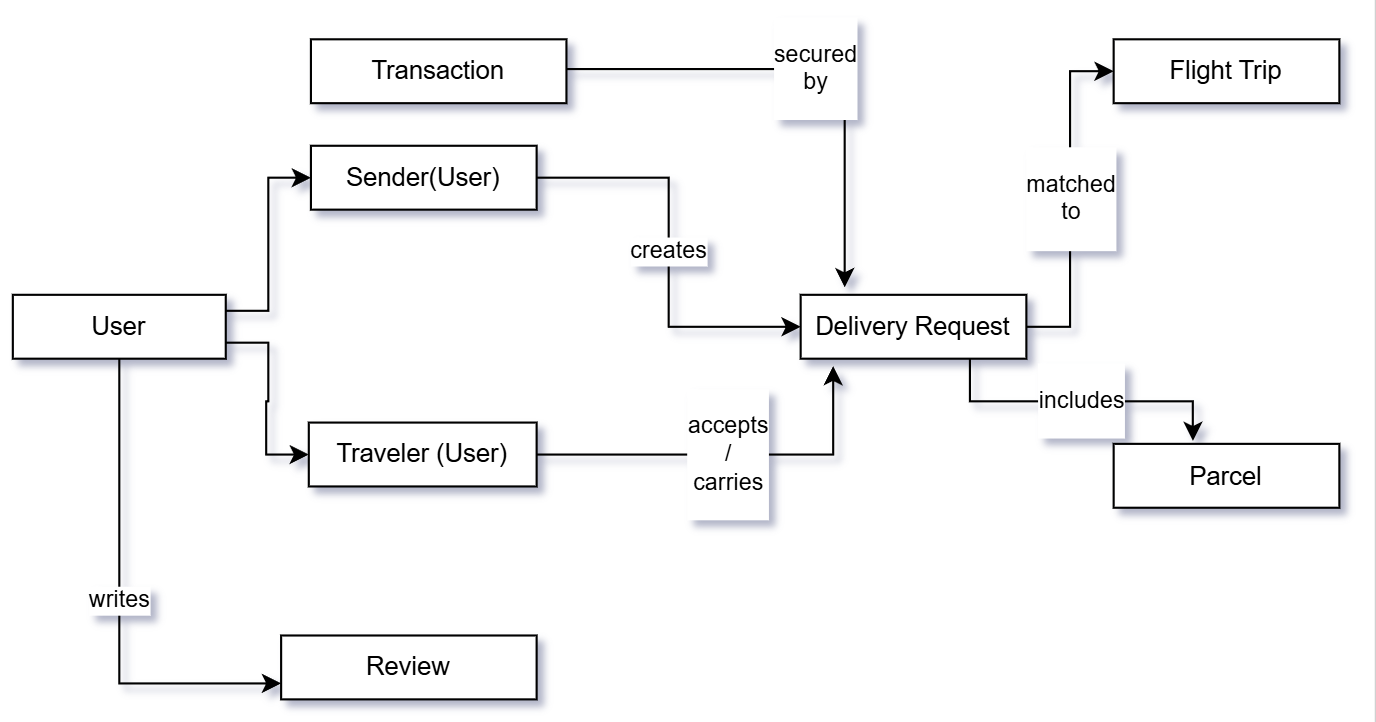 Transaction
secured
by
Flight Trip
Sender(User)
matched
to
creates
User
Delivery Request
includes
accepts
/
carries
Traveler (User)
Parcel
writes
Review